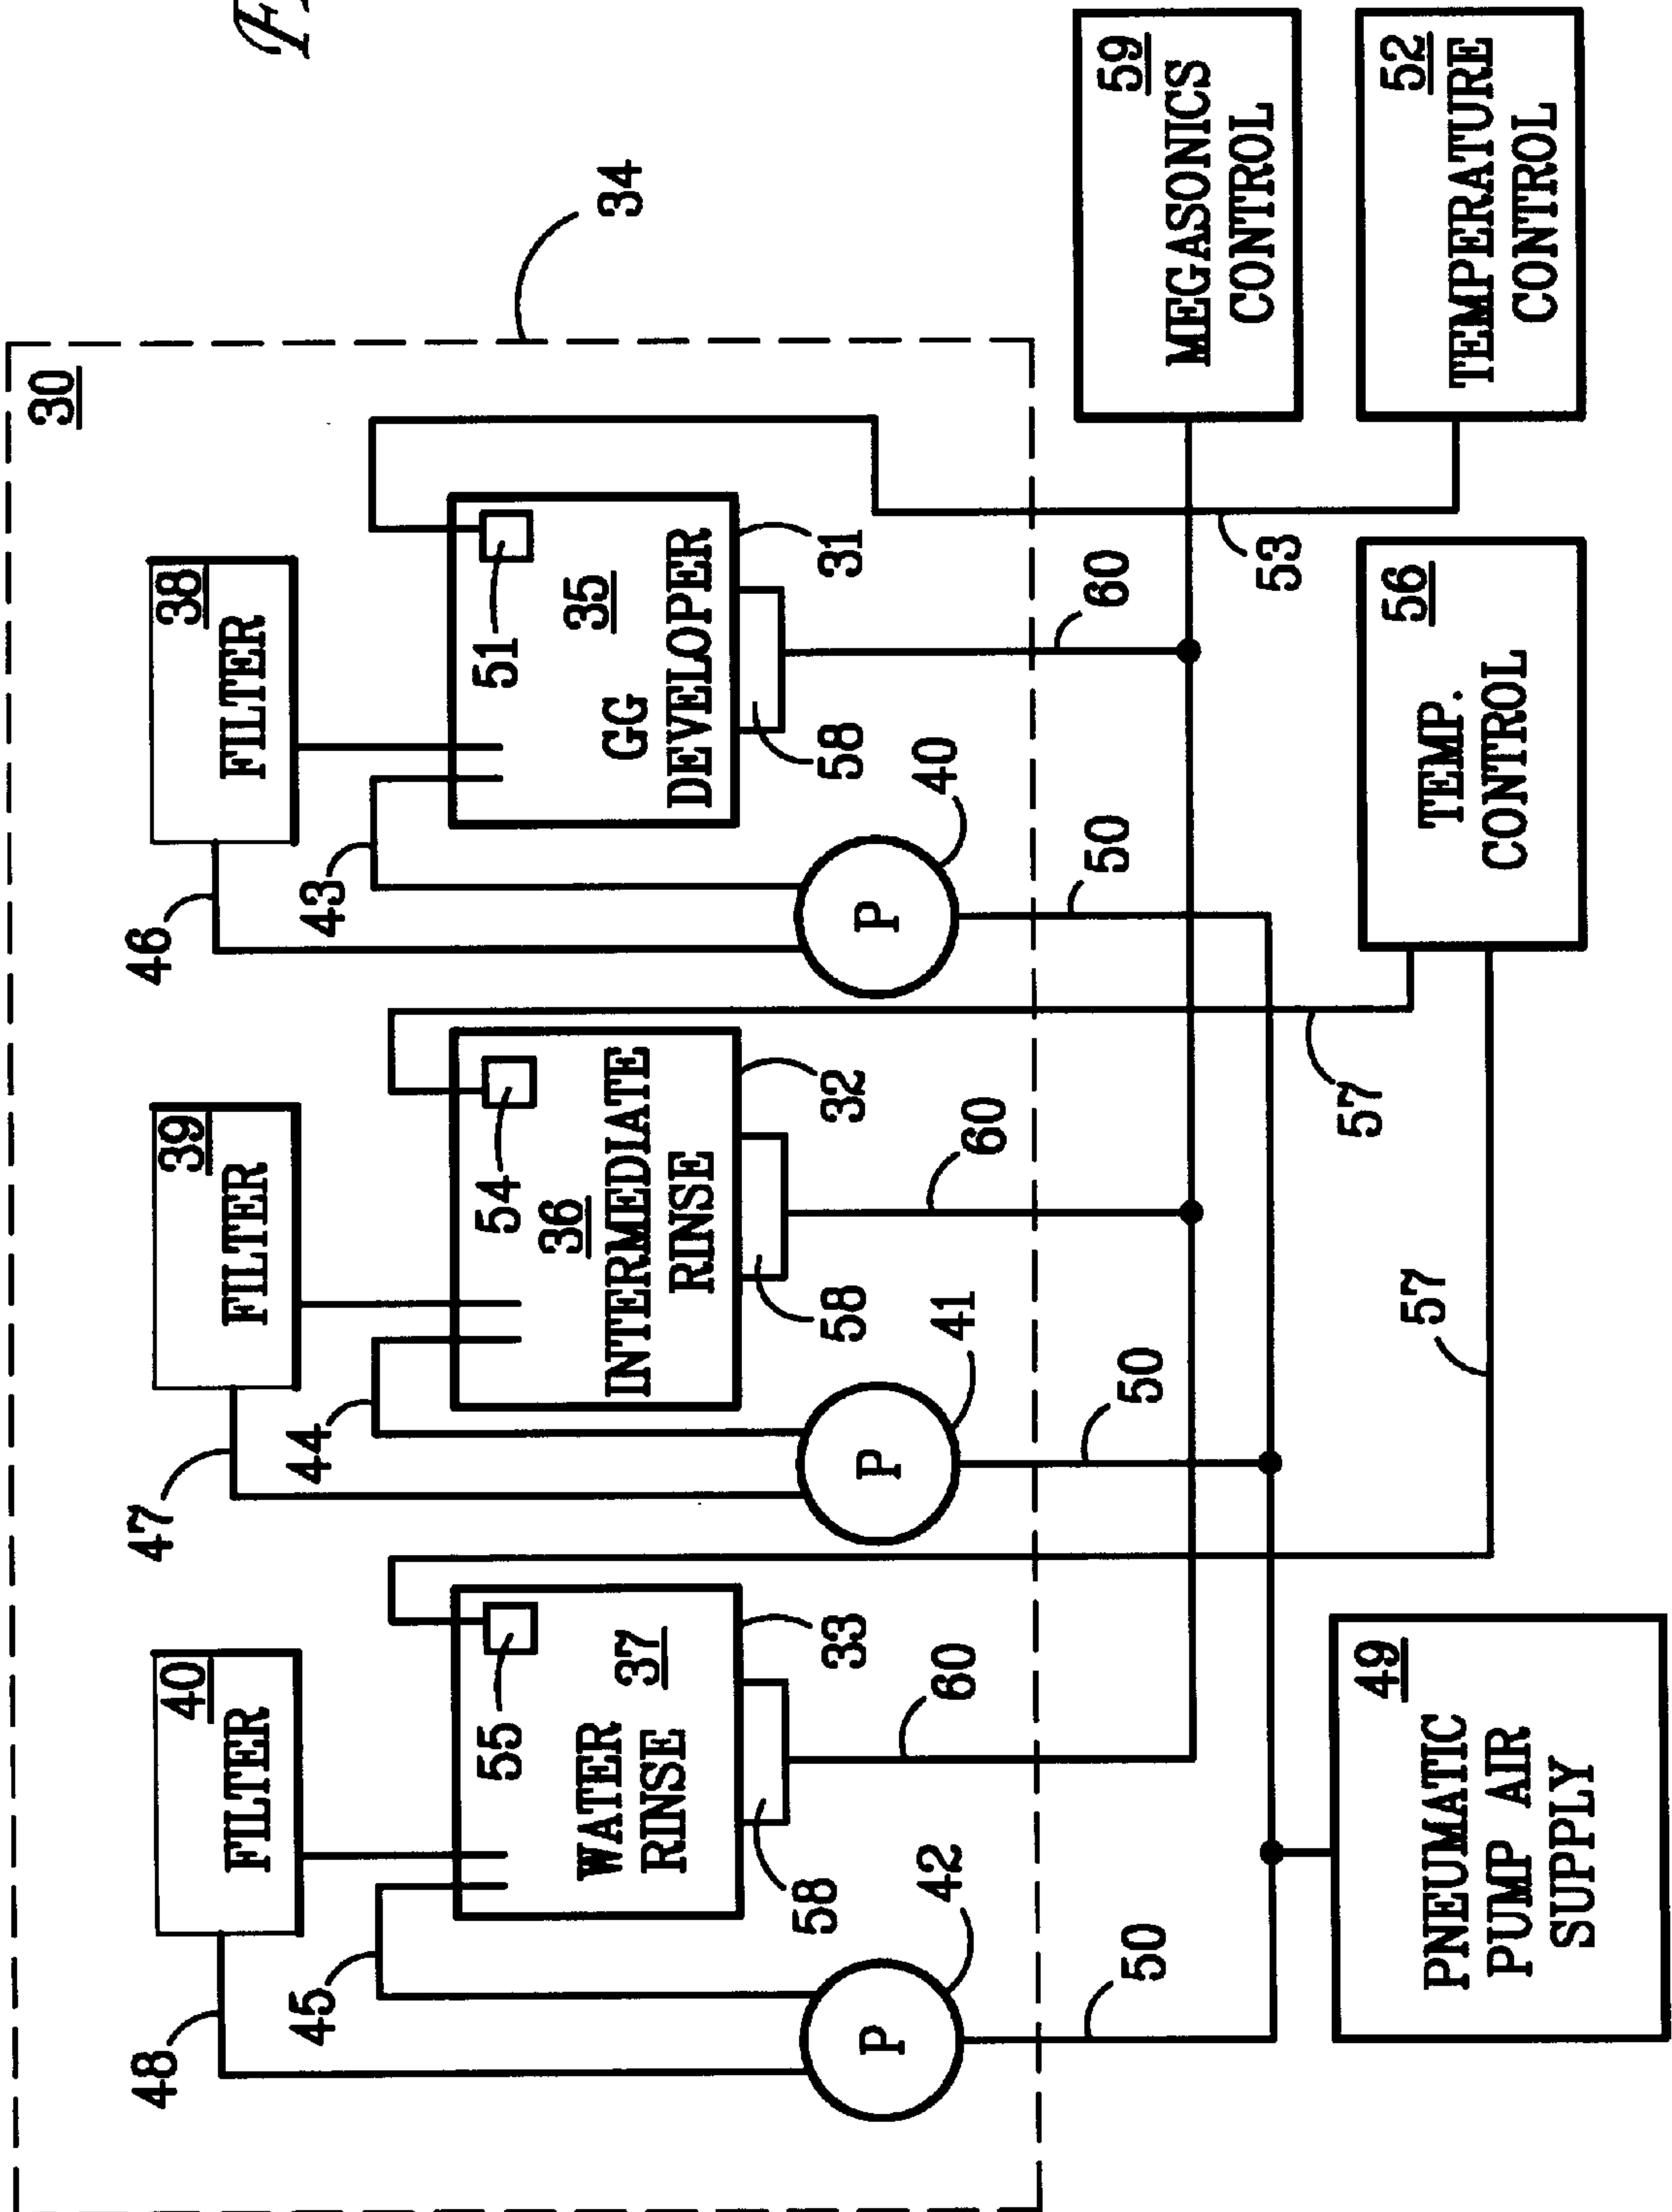 30
48
47
46
40
FILTER
39
FILTER
38
FILTER
45
44
43
55
37
WATER
RINSE
54
36
INTERMEDIATE
RINSE
51
35
GG
DEVELOPER
34
58
33
58
32
58
31
42
41
40
60
60
60
50
50
50
59
MEGASONICS
CONTROL
53
57
57
49
PNEUMATIC
PUMP AIR
SUPPLY
56
TEMP.
CONTROL
52
TEMPERATURE
CONTROL
P
P
P